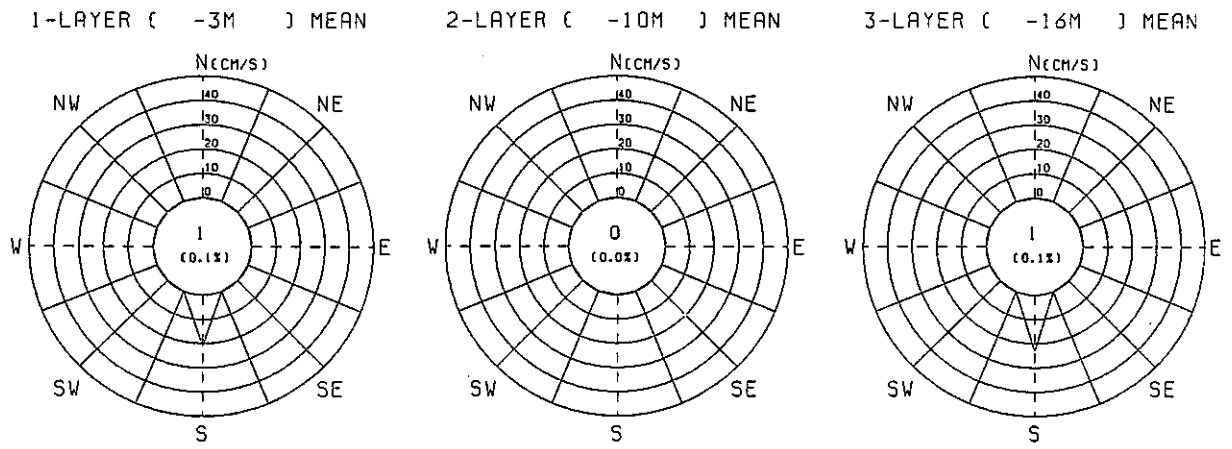 1-LAYER ( -3M ) MEAN
N(CM/S)
NW
NE
40
30
20
10
0
W
1
(0.1%)
E
SW
SE
S
2-LAYER ( -10M ) MEAN
N(CM/S)
NW
NE
40
30
20
10
0
W
0
(0.0%)
E
SW
SE
S
3-LAYER ( -16M ) MEAN
N(CM/S)
NW
NE
40
30
20
10
0
W
1
(0.1%)
E
SW
SE
S